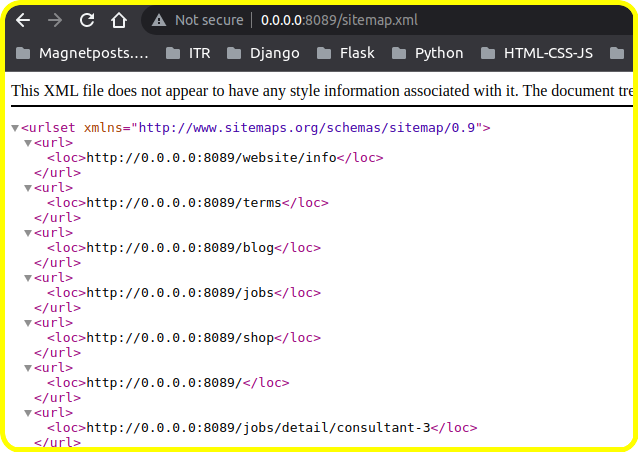 Not secure | 0.0.0.0:8089/sitemap.xml
Magnetposts.... ITR Django Flask Python HTML-CSS-JS
This XML file does not appear to have any style information associated with it. The document tre
<urlset xmlns="http://www.sitemaps.org/schemas/sitemap/0.9">
<url>
<loc>http://0.0.0.0:8089/website/info</loc>
</url>
<url>
<loc>http://0.0.0.0:8089/terms</loc>
</url>
<url>
<loc>http://0.0.0.0:8089/blog</loc>
</url>
<url>
<loc>http://0.0.0.0:8089/jobs</loc>
</url>
<url>
<loc>http://0.0.0.0:8089/shop</loc>
</url>
<url>
<loc>http://0.0.0.0:8089/</loc>
</url>
<url>
<loc>http://0.0.0.0:8089/jobs/detail/consultant-3</loc>
</url>